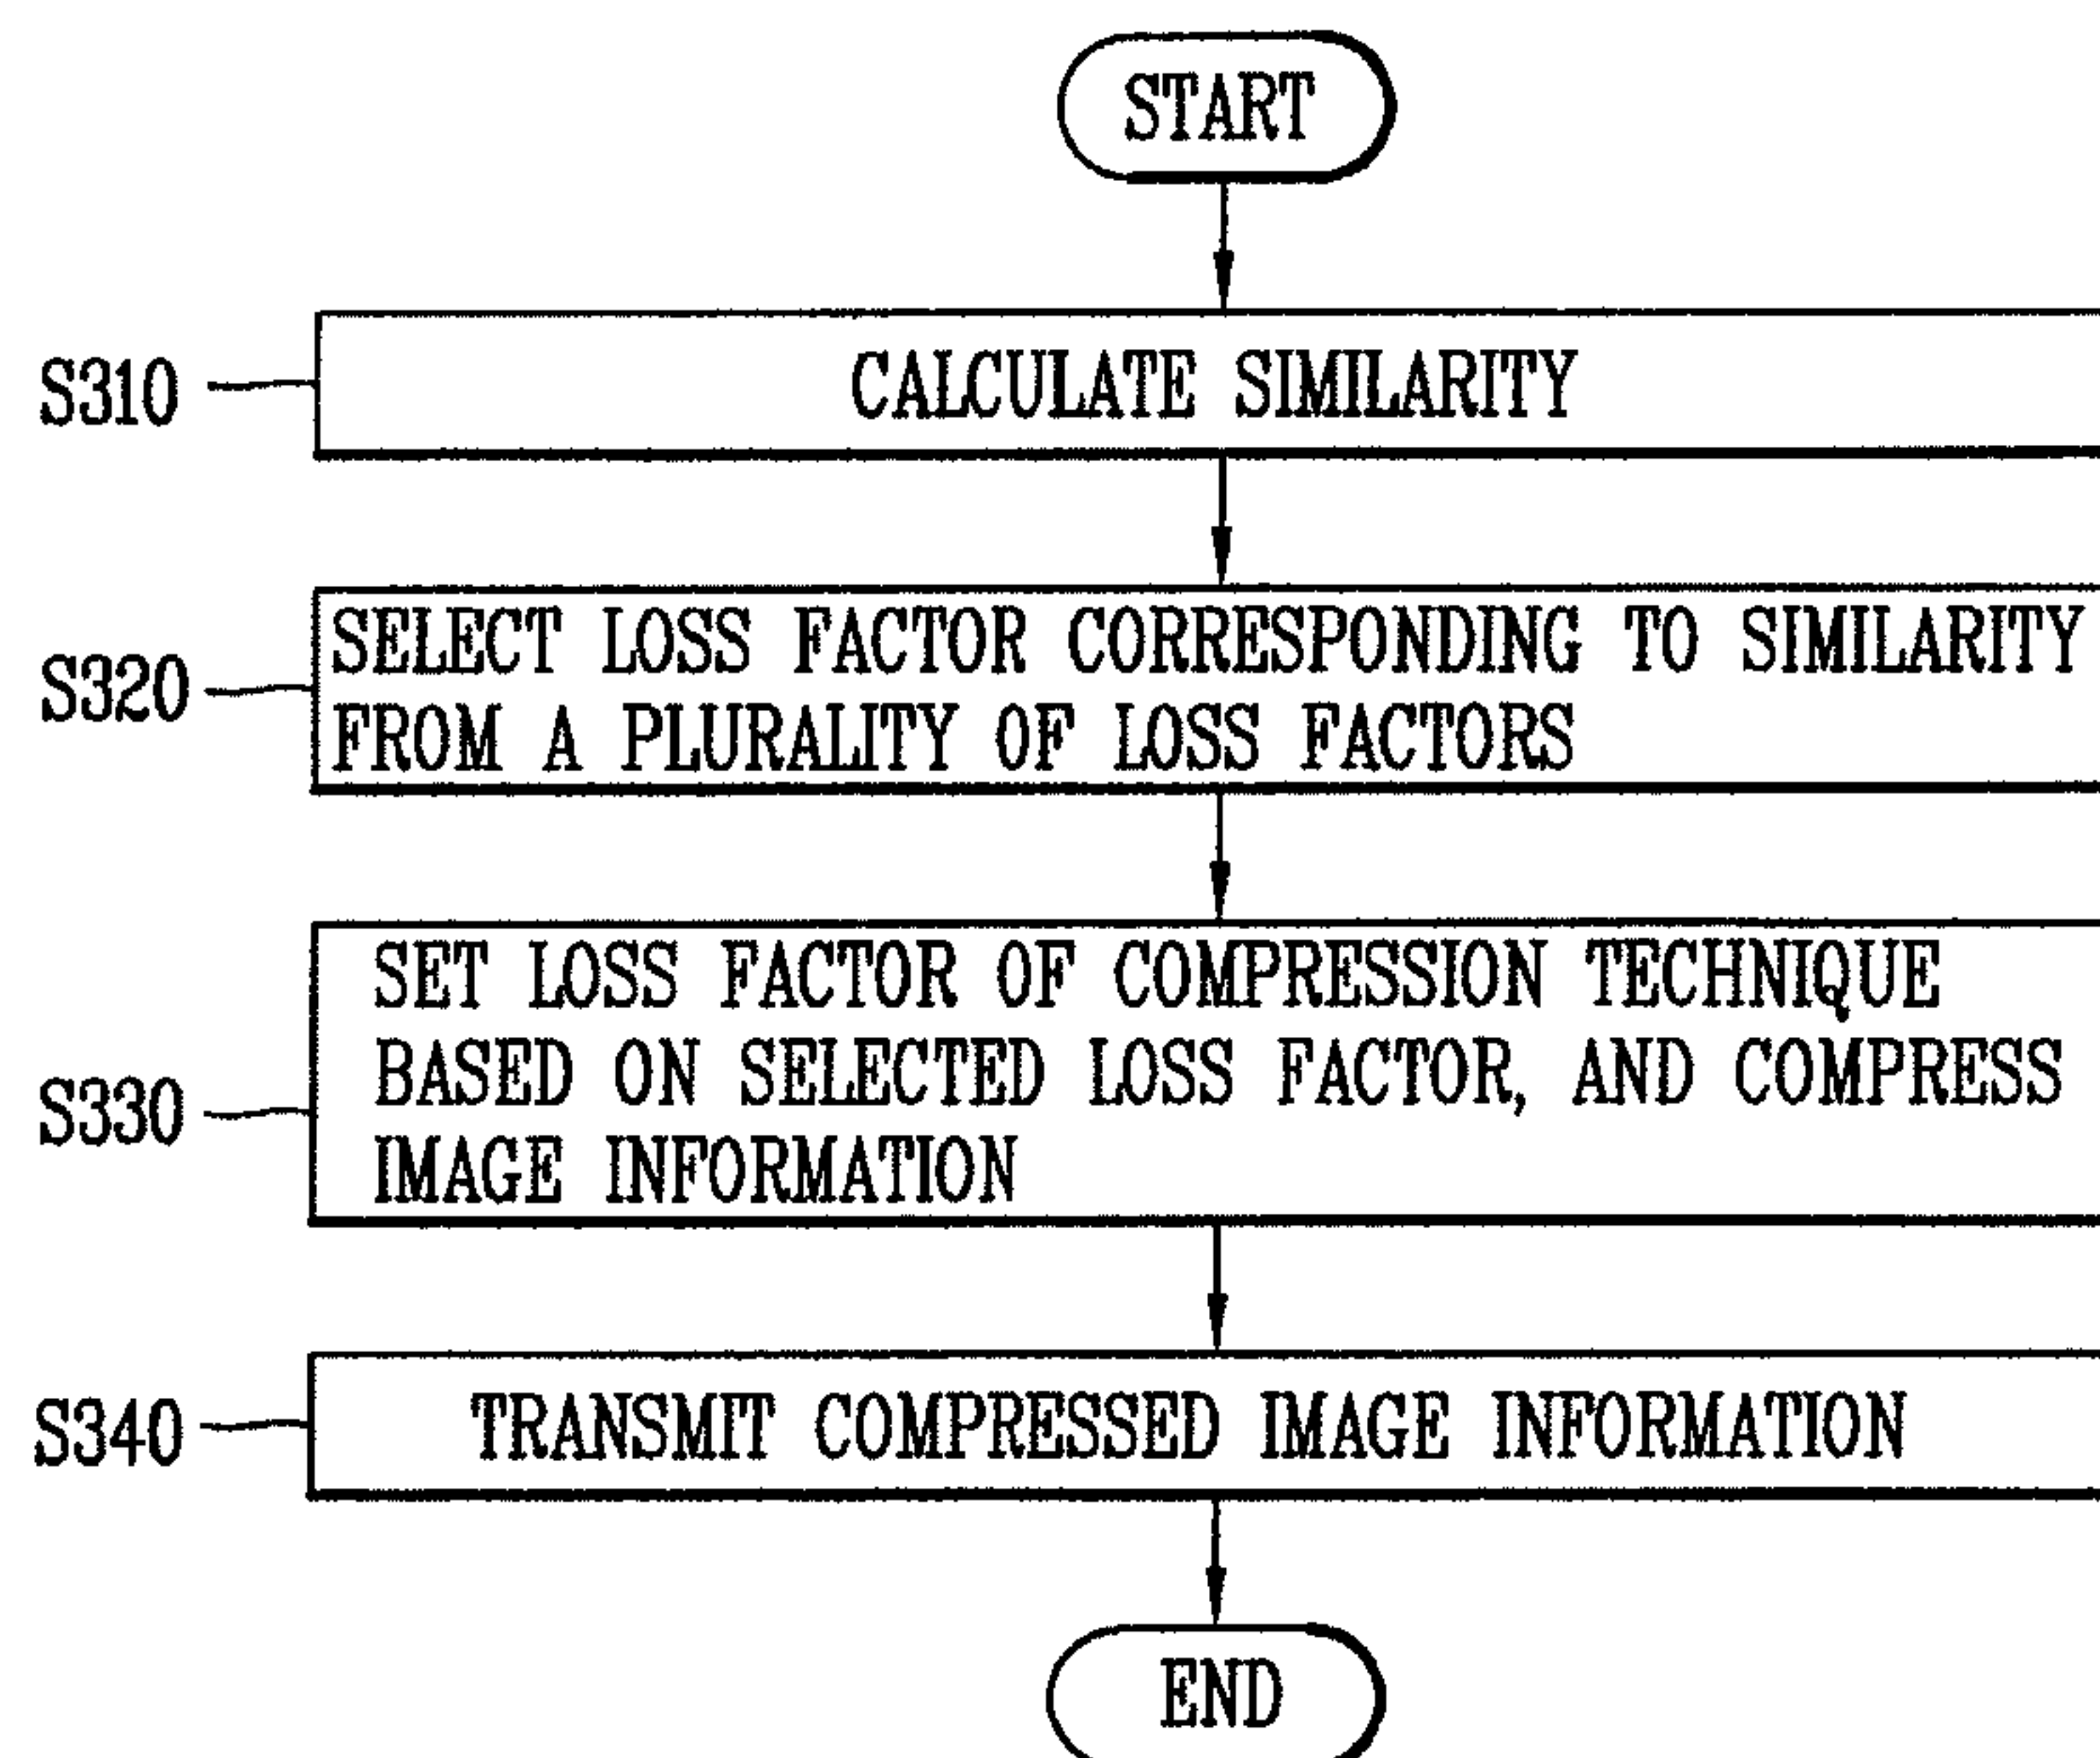 START
S310
CALCULATE SIMILARITY
S320
SELECT LOSS FACTOR CORRESPONDING TO SIMILARITY
FROM A PLURALITY OF LOSS FACTORS
S330
SET LOSS FACTOR OF COMPRESSION TECHNIQUE
BASED ON SELECTED LOSS FACTOR, AND COMPRESS
IMAGE INFORMATION
S340
TRANSMIT COMPRESSED IMAGE INFORMATION
END